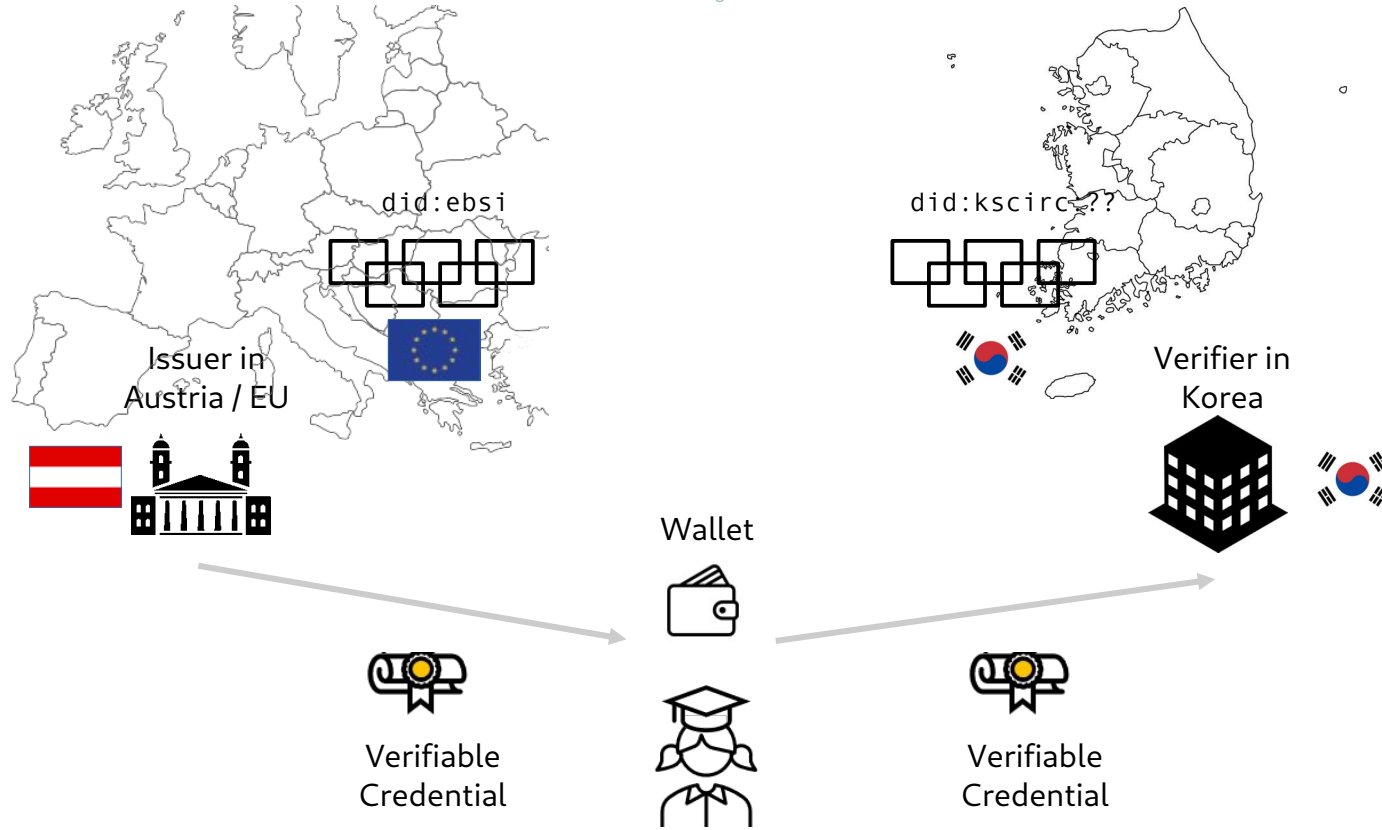 did:ebsi
did:kscirc.??
Issuer in
Austria / EU
Verifier in
Korea
Wallet
Verifiable
Credential
Verifiable
Credential